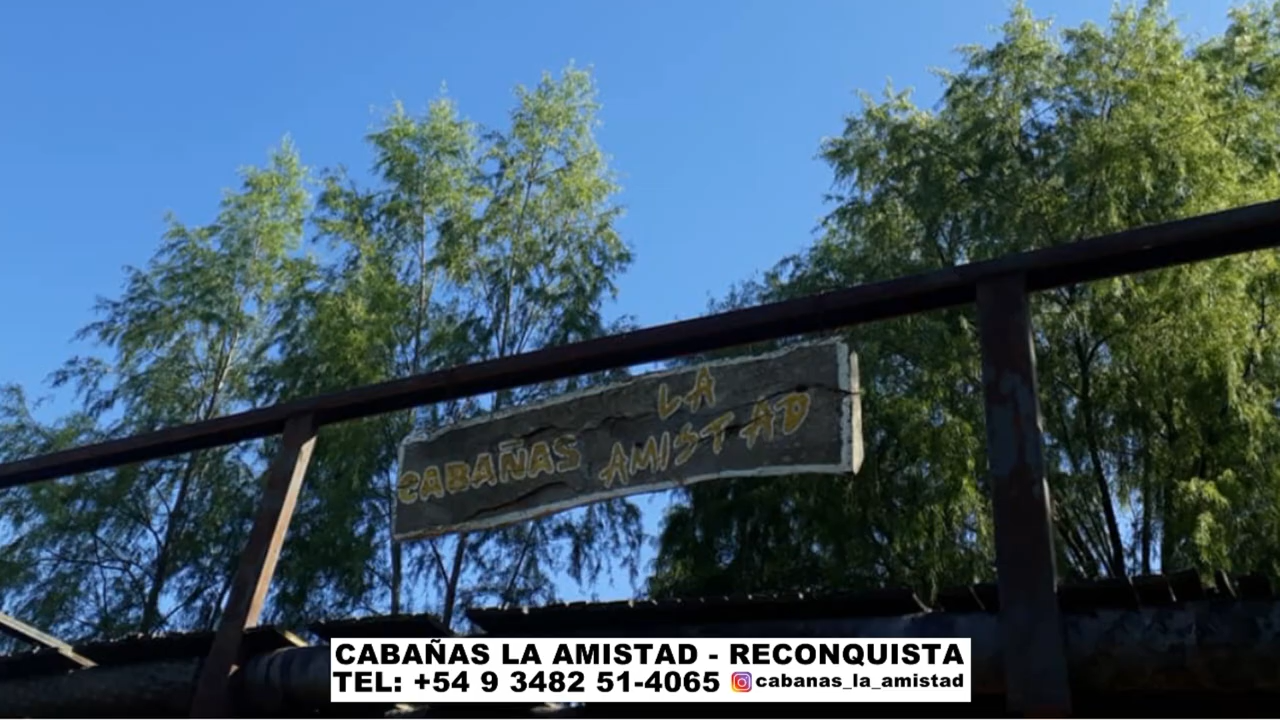 LA
CABAÑAS AMISTAD
CABAÑAS LA AMISTAD - RECONQUISTA
TEL: +54 9 3482 51-4065 cabanas_la_amistad